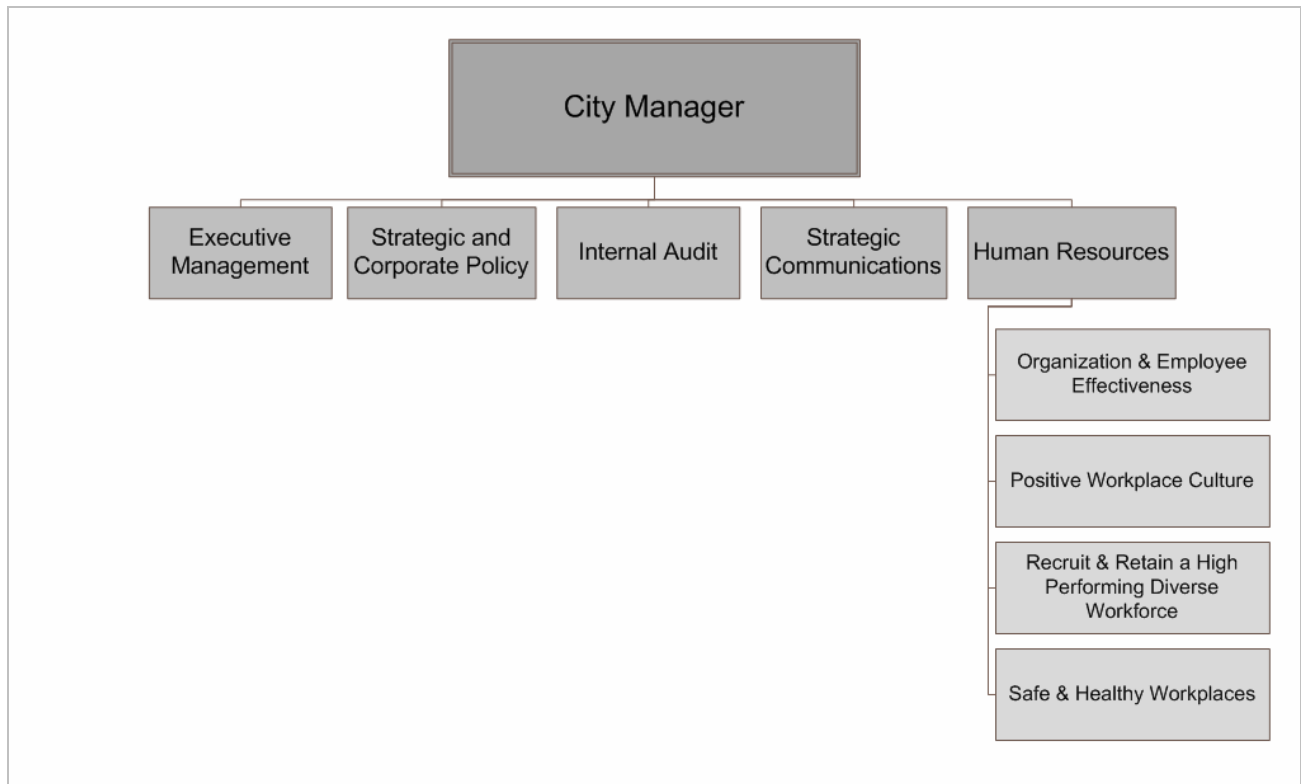 City Manager
Executive
Management
Strategic and
Corporate Policy
Internal Audit
Strategic
Communications
Human Resources
Organization & Employee
Effectiveness
Positive Workplace Culture
Recruit & Retain a High
Performing Diverse
Workforce
Safe & Healthy Workplaces